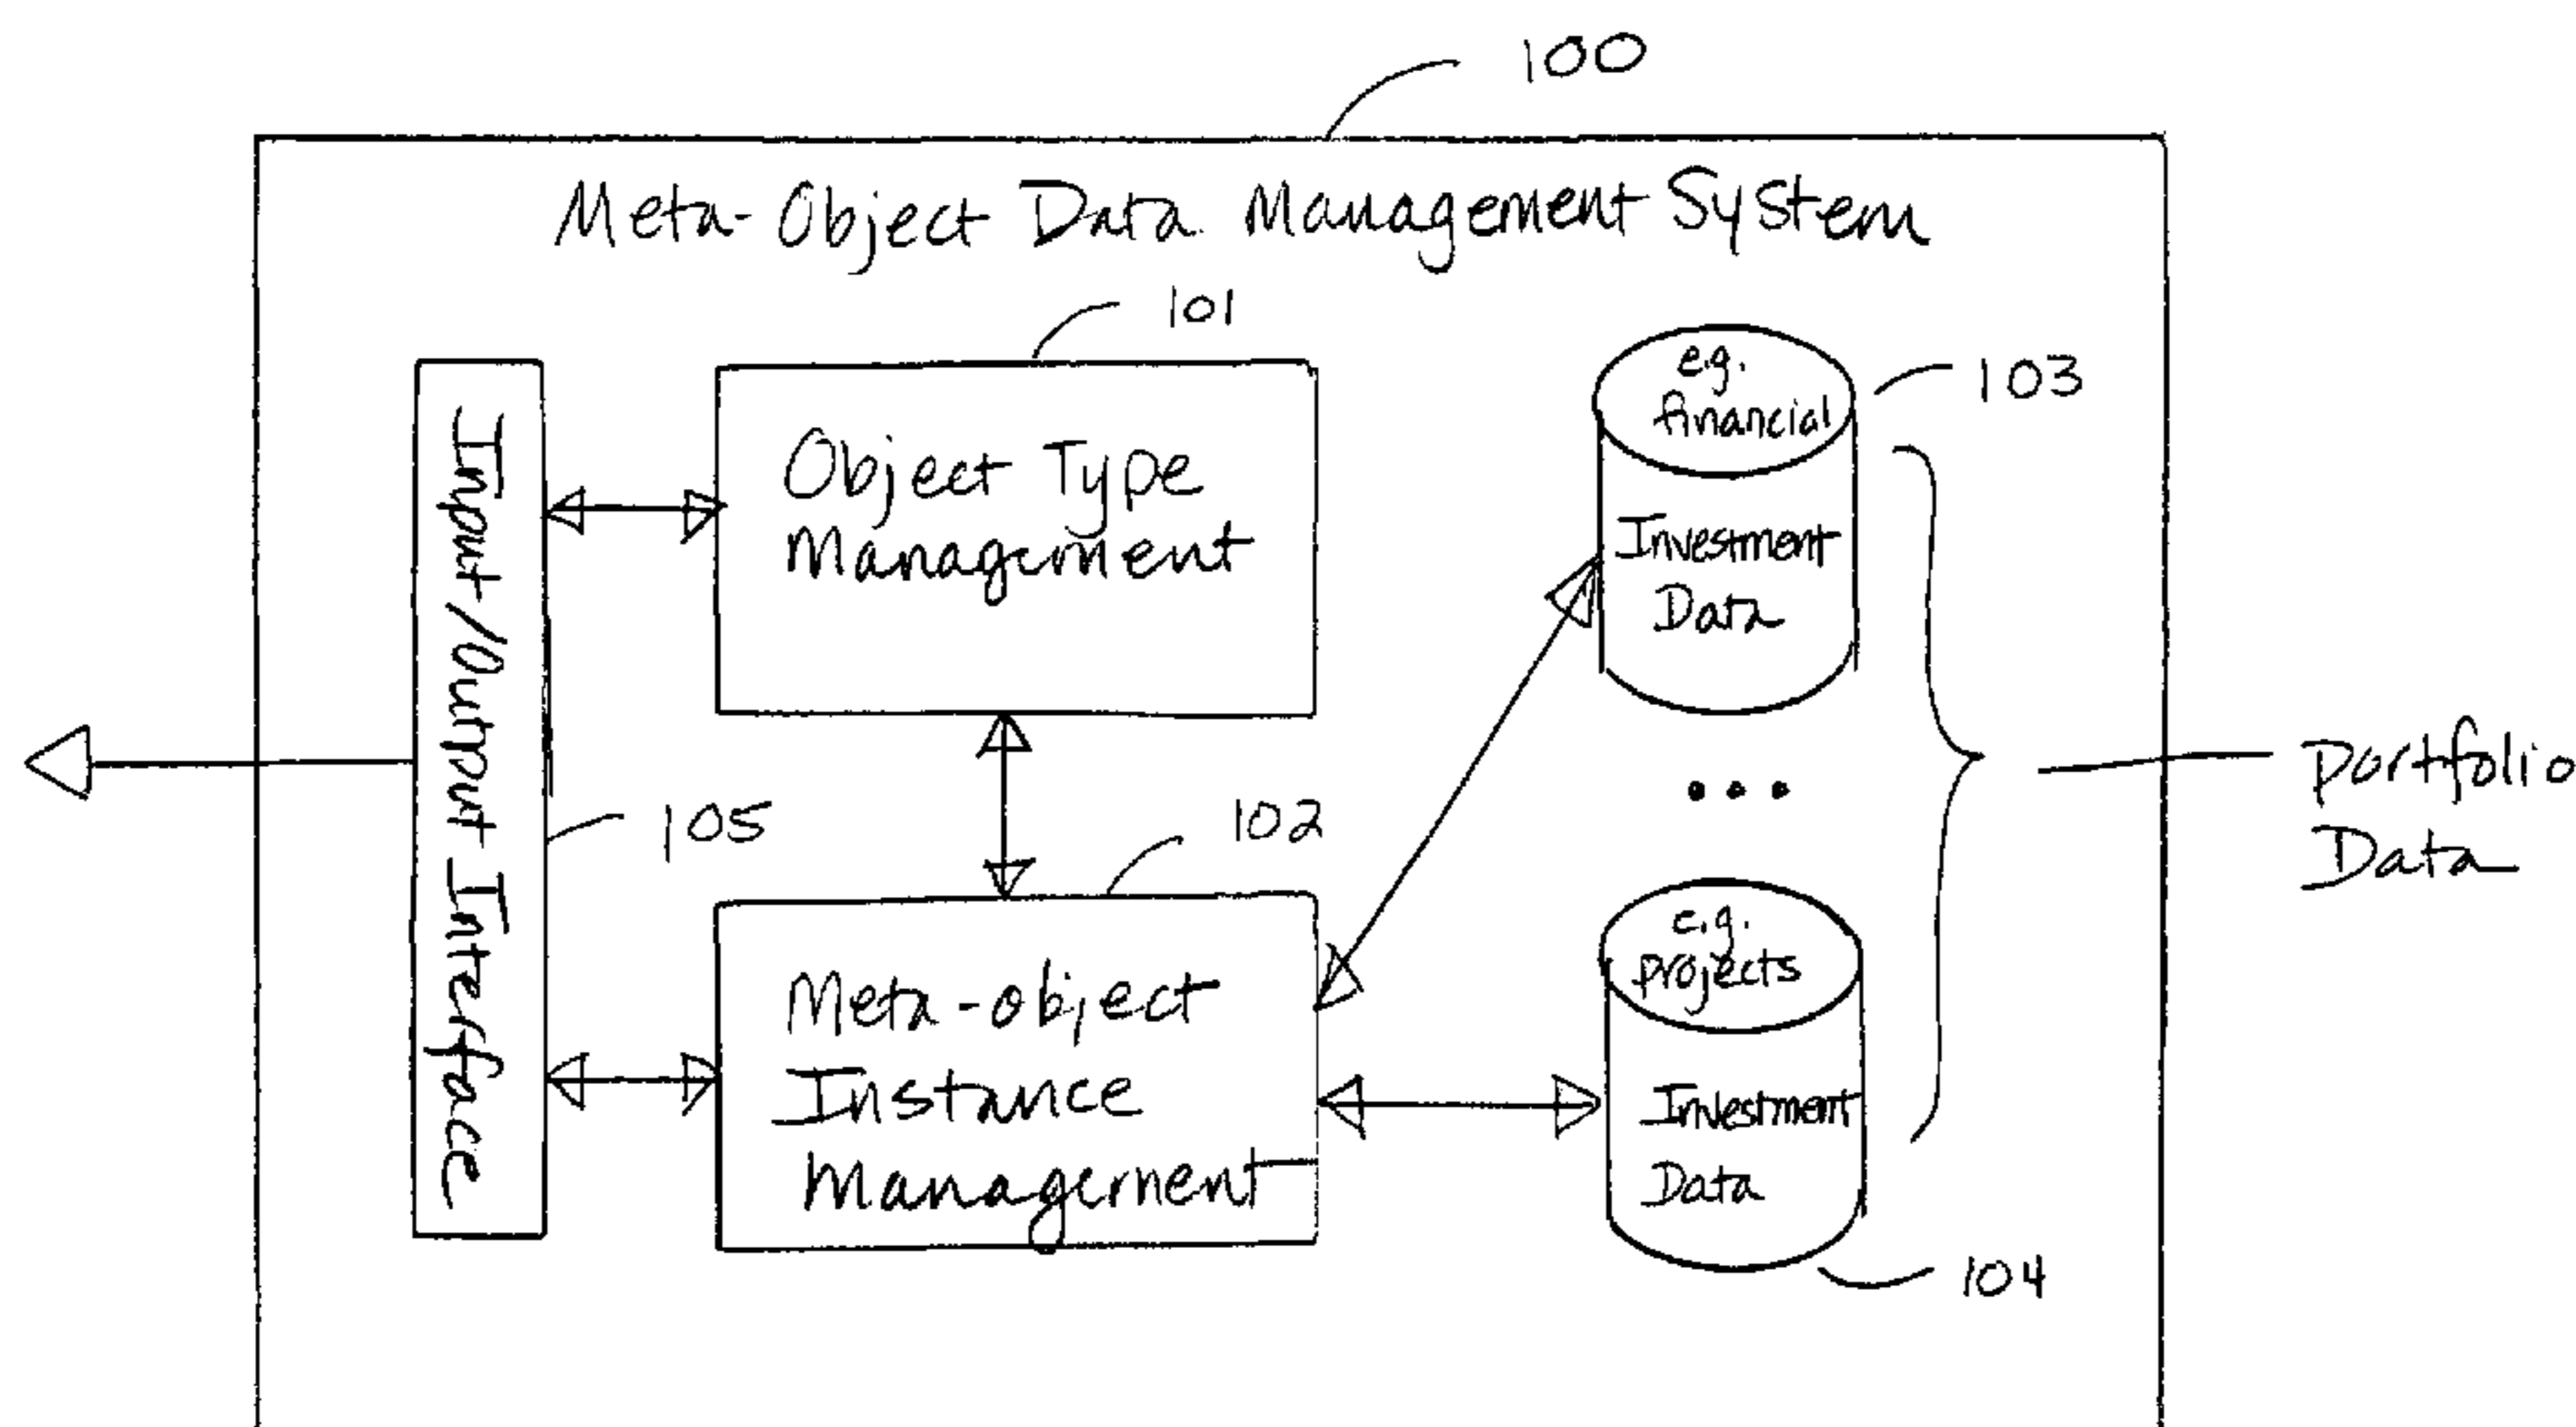 100
Meta-Object Data Management System
101
Input/Output Interface
Object Type
Management
e.g.
financial
103
Investment
Data
105
102
Portfolio
Data
Meta-object
Instance
Management
e.g.
projects
Investment
Data
104